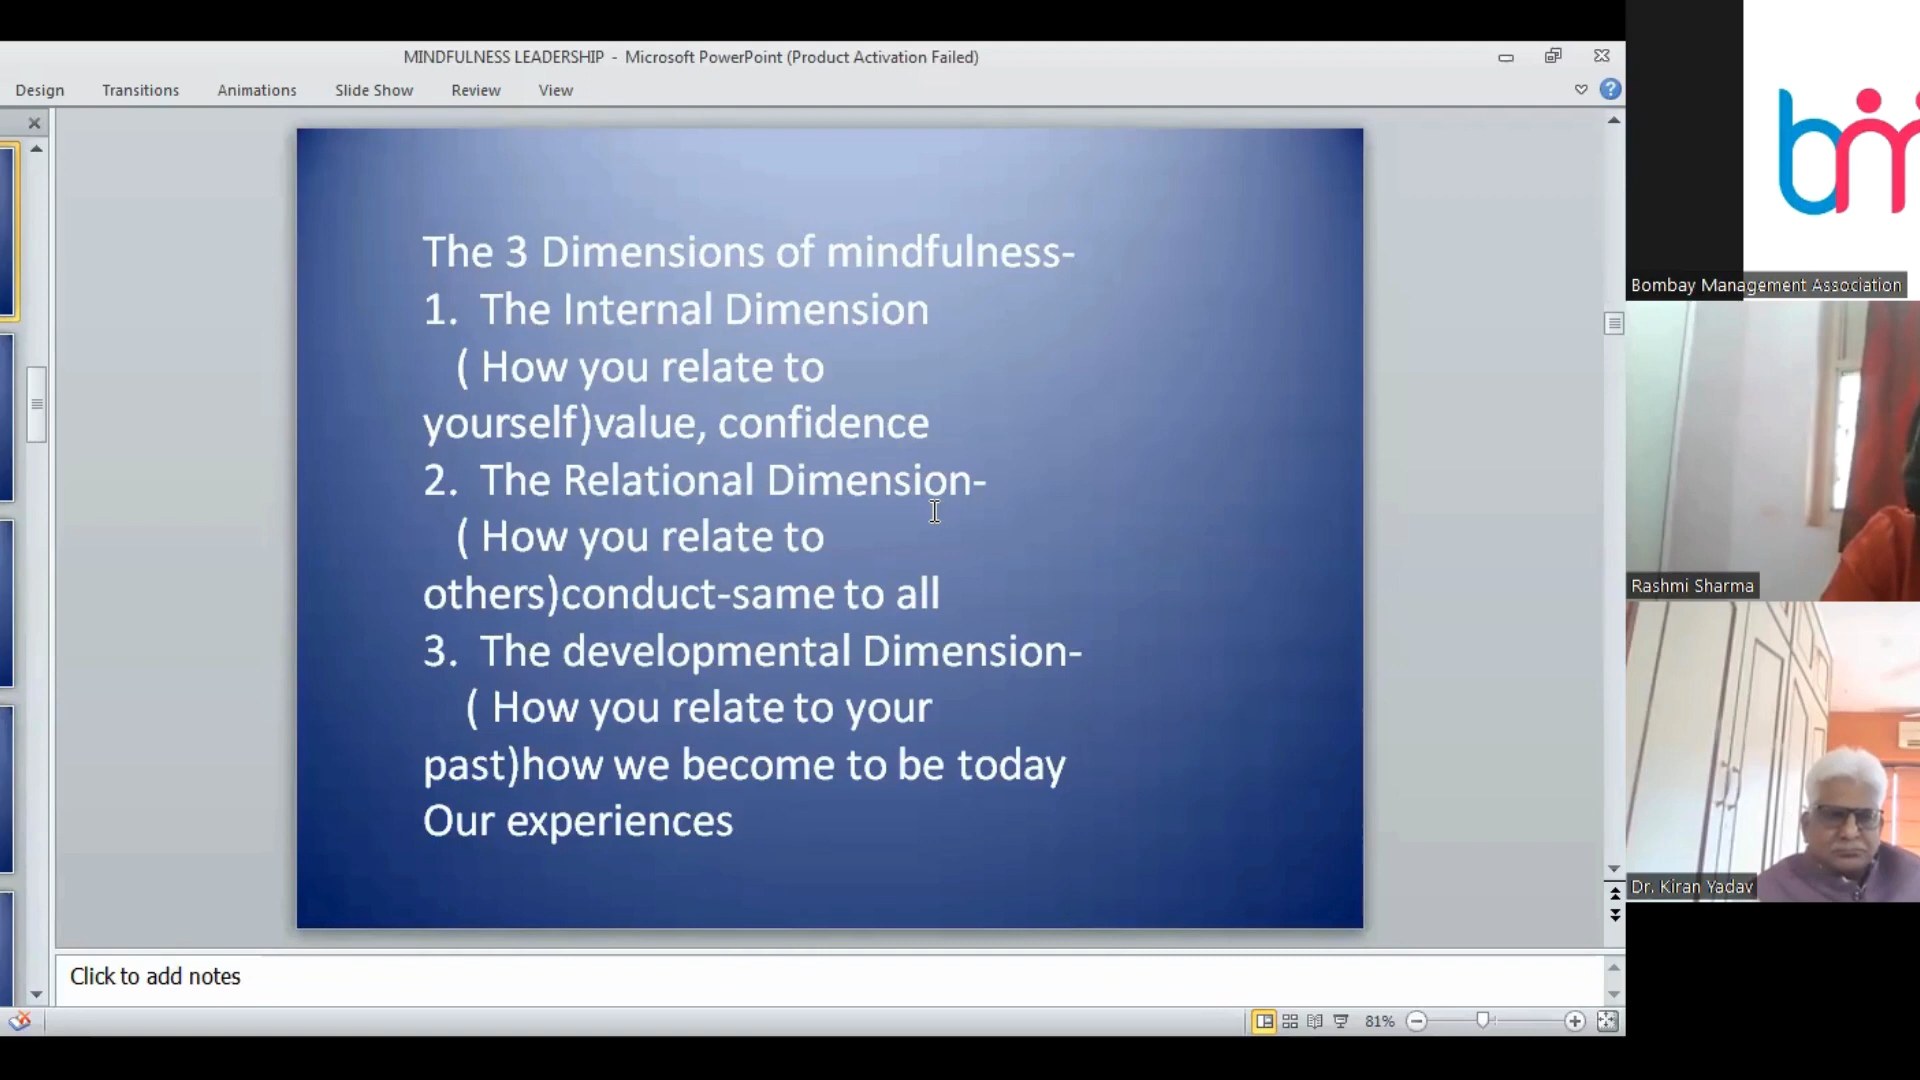 MINDFULNESS LEADERSHIP - Microsoft PowerPoint (Product Activation Failed)
Design Transitions Animations Slide Show Review View
The 3 Dimensions of mindfulness-
1. The Internal Dimension
( How you relate to
yourself)value, confidence
2. The Relational Dimension-
( How you relate to
others)conduct-same to all
3. The developmental Dimension-
( How you relate to your
past)how we become to be today
Our experiences
Click to add notes
81%
bm
Bombay Management Association
Rashmi Sharma
Dr. Kiran Yadav